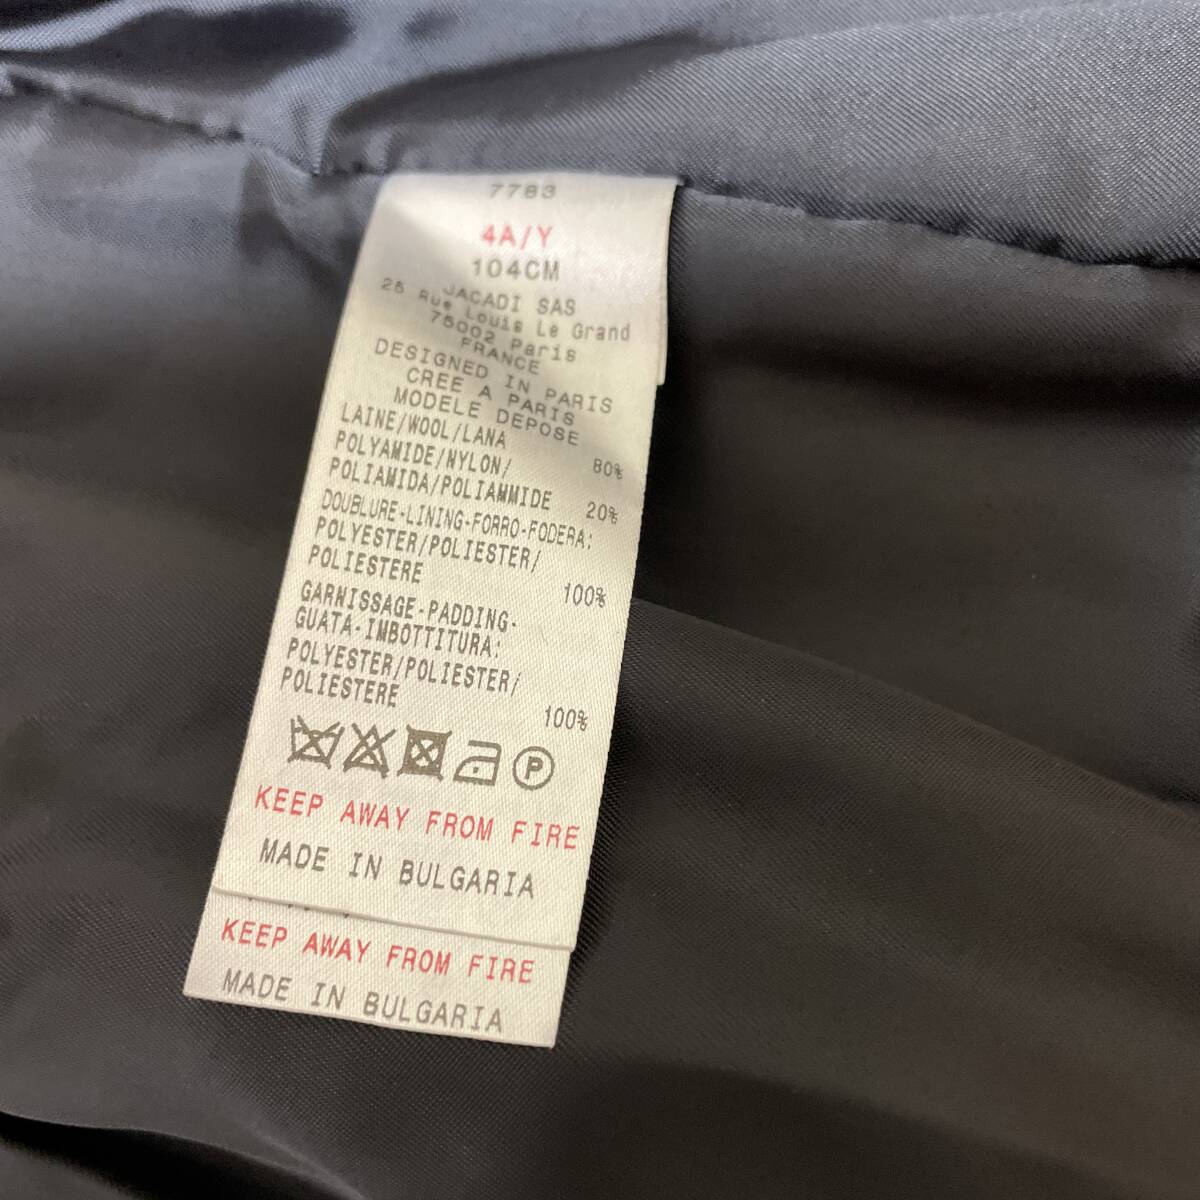 7783
4A/Y
104CM
JACADI SAS
26 Rue Louis Le Grand
75002 Paris
FRANCE
DESIGNED IN PARIS
CREE A PARIS
MODELE DEPOSE
LAINE/WOOL/LANA 80%
POLYAMIDE/NYLON/
POLIAMIDA/POLIAMMIDE 20%
DOUBLURE-LINING-FORRO-FODERA:
POLYESTER/POLIESTER/
POLIESTERE 100%
GARNISSAGE-PADDING-
GUATA-IMBOTTITURA:
POLYESTER/POLIESTER/
POLIESTERE 100%
P
KEEP AWAY FROM FIRE
MADE IN BULGARIA
KEEP AWAY FROM FIRE
MADE IN BULGARIA